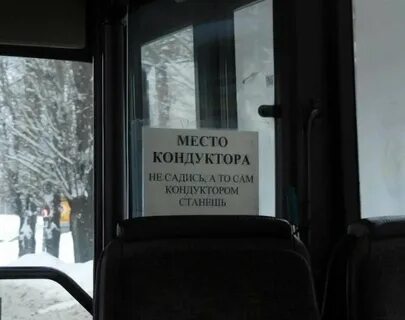 МЕСТО
КОНДУКТОРА
НЕ САДИСЬ, А ТО САМ
КОНДУКТОРОМ
СТАНЕШЬ